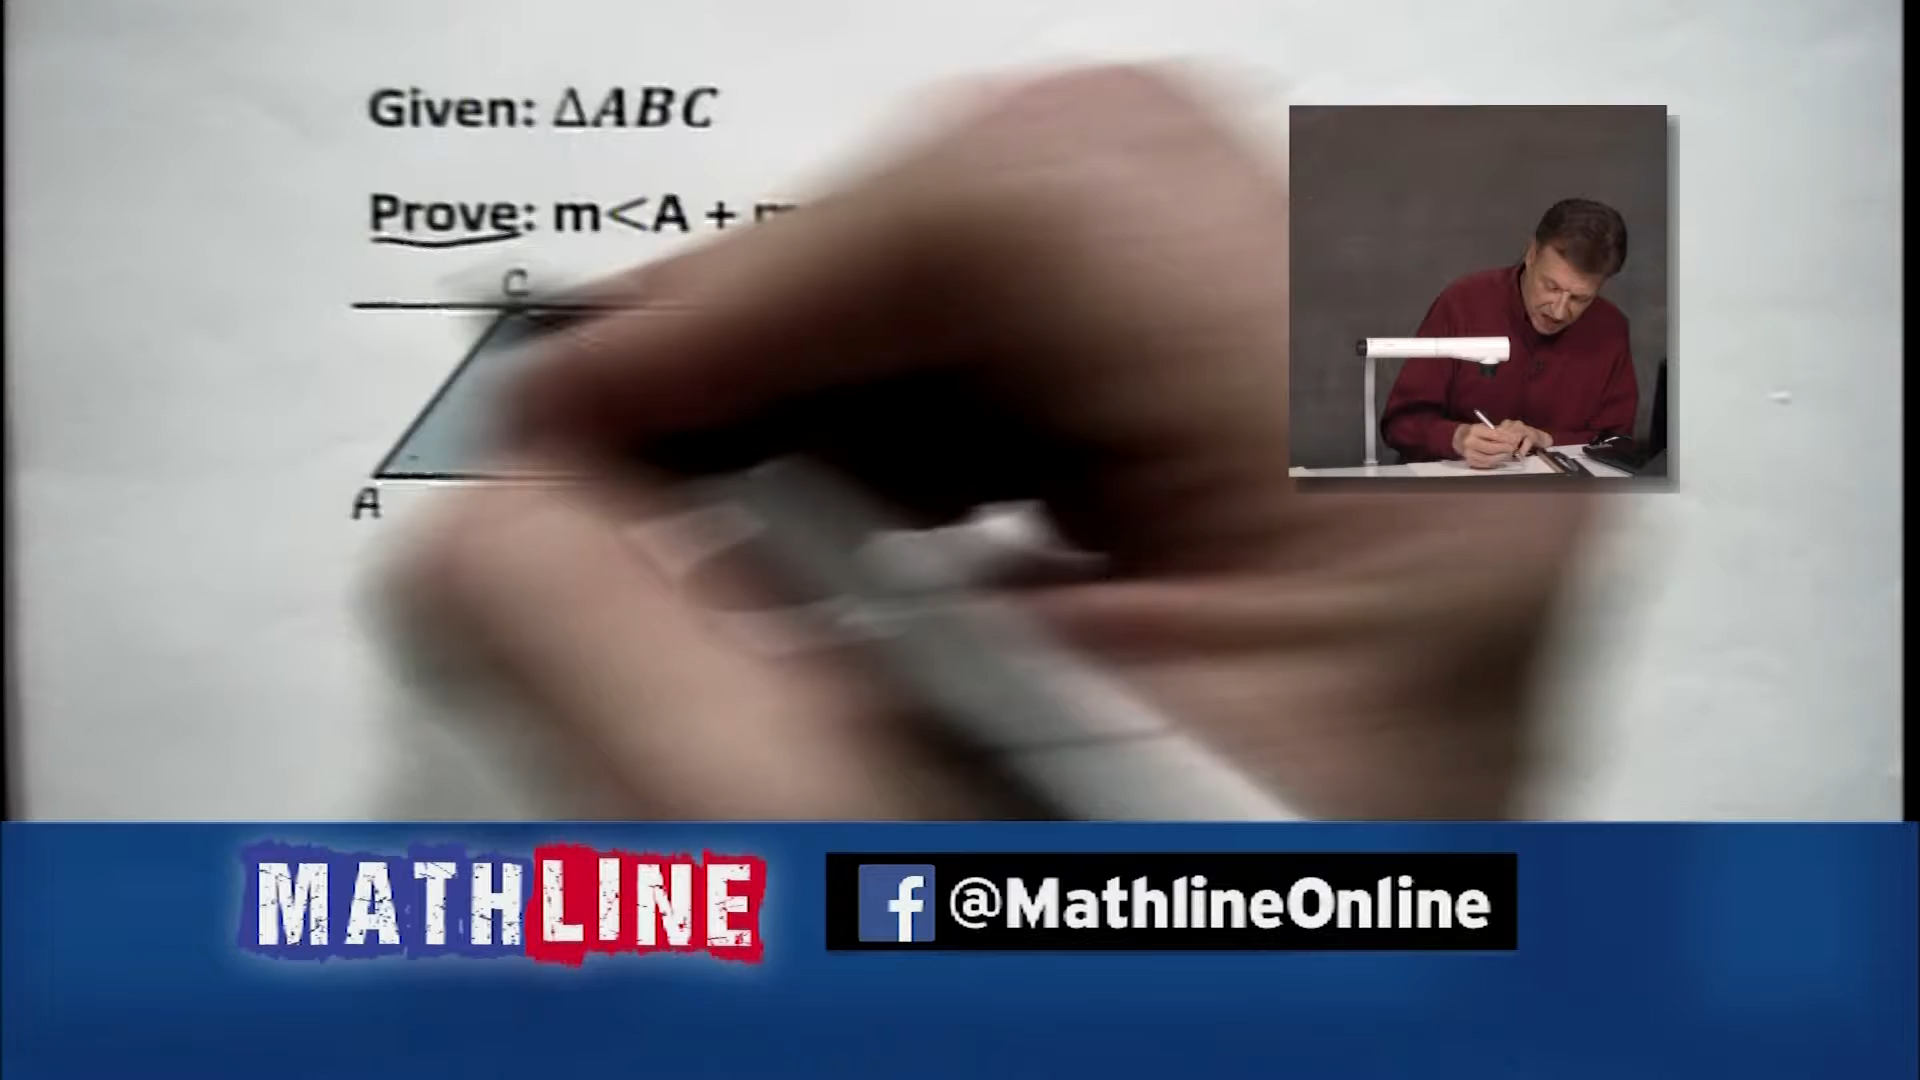 Given: ΔABC
Prove: m<A +
C
A
MATHLINE
f @MathlineOnline